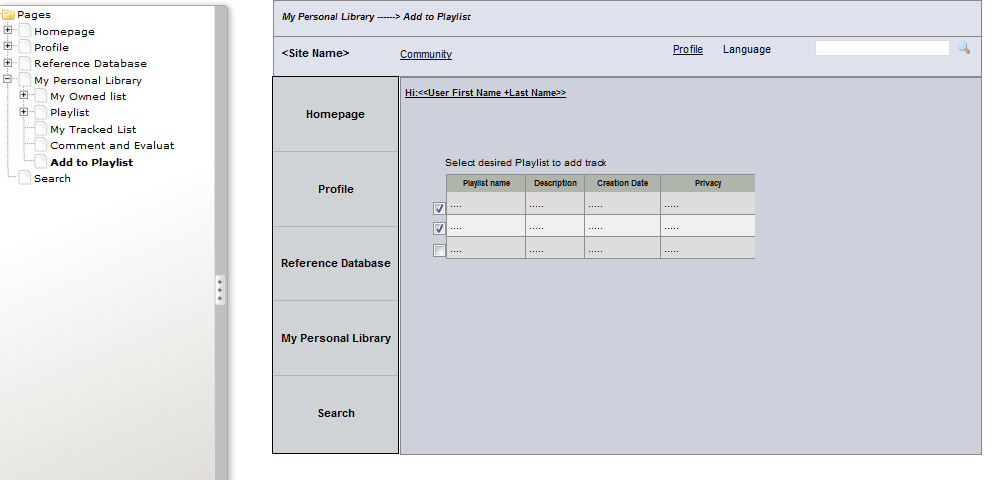 Pages
Homepage
Profile
Reference Database
My Personal Library
My Owned list
Playlist
My Tracked List
Comment and Evaluat
Add to Playlist
Search
My Personal Library ------> Add to Playlist
<Site Name> Community Profile Language
Homepage
Profile
Reference Database
My Personal Library
Search
Hi:<<User First Name +Last Name>>
Select desired Playlist to add track
Playlist name Description Creation Date Privacy
.... ..... ..... .....
.... ..... ..... .....
.... ..... ..... .....